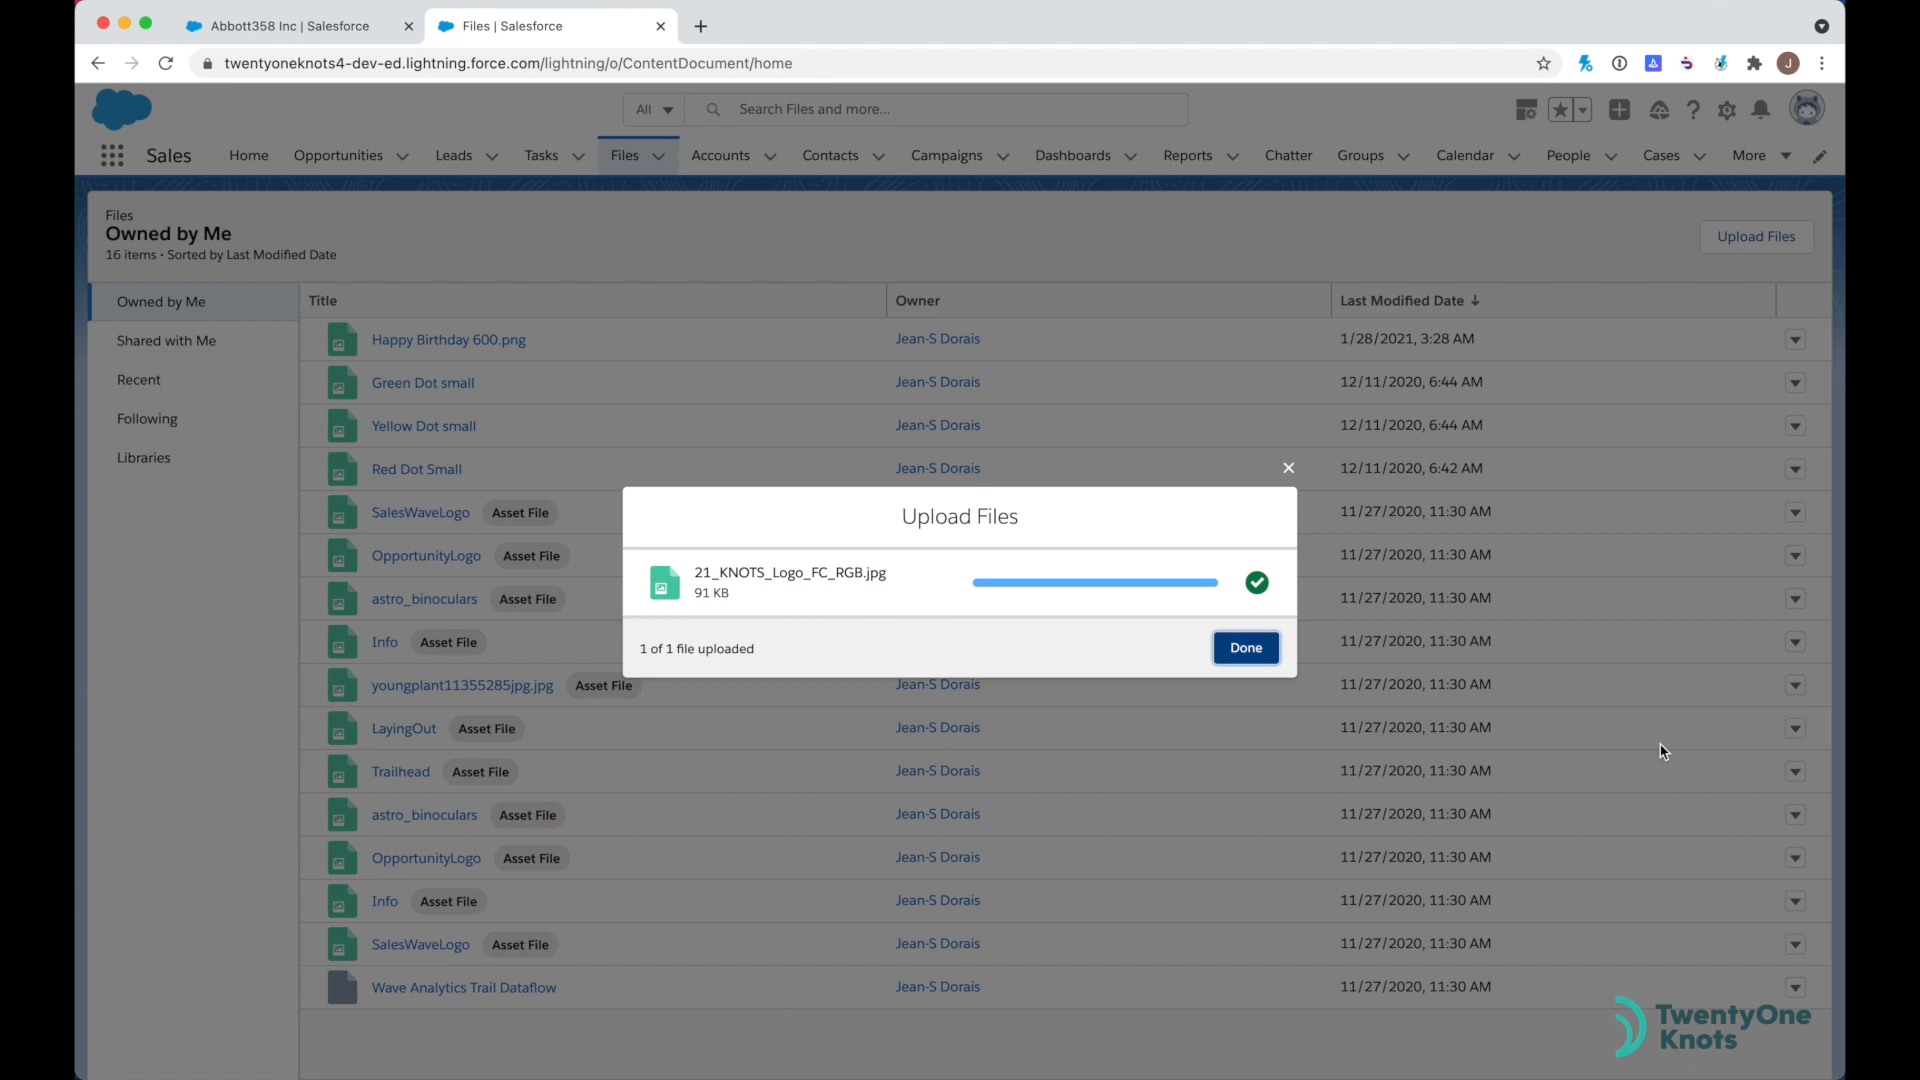 Abbott358 Inc | Salesforce
Files | Salesforce
twentyoneknots4-dev-ed.lightning.force.com/lightning/o/ContentDocument/home
J
All
Search Files and more...
Sales
Home
Opportunities
Leads
Tasks
Files
Accounts
Contacts
Campaigns
Dashboards
Reports
Chatter
Groups
Calendar
People
Cases
More
Files
Owned by Me
16 items • Sorted by Last Modified Date
Upload Files
Owned by Me
Shared with Me
Recent
Following
Libraries
Title Owner Last Modified Date
Happy Birthday 600.png Jean-S Dorais 1/28/2021, 3:28 AM
Green Dot small Jean-S Dorais 12/11/2020, 6:44 AM
Yellow Dot small Jean-S Dorais 12/11/2020, 6:44 AM
Red Dot Small Jean-S Dorais 12/11/2020, 6:42 AM
SalesWaveLogo Asset File 11/27/2020, 11:30 AM
OpportunityLogo Asset File 11/27/2020, 11:30 AM
astro_binoculars Asset File 11/27/2020, 11:30 AM
Info Asset File 11/27/2020, 11:30 AM
youngplant11355285jpg.jpg Asset File Jean-S Dorais 11/27/2020, 11:30 AM
LayingOut Asset File Jean-S Dorais 11/27/2020, 11:30 AM
Trailhead Asset File Jean-S Dorais 11/27/2020, 11:30 AM
astro_binoculars Asset File Jean-S Dorais 11/27/2020, 11:30 AM
OpportunityLogo Asset File Jean-S Dorais 11/27/2020, 11:30 AM
Info Asset File Jean-S Dorais 11/27/2020, 11:30 AM
SalesWaveLogo Asset File Jean-S Dorais 11/27/2020, 11:30 AM
Wave Analytics Trail Dataflow Jean-S Dorais 11/27/2020, 11:30 AM
Upload Files
21_KNOTS_Logo_FC_RGB.jpg
91 KB
1 of 1 file uploaded
Done
TwentyOne
Knots